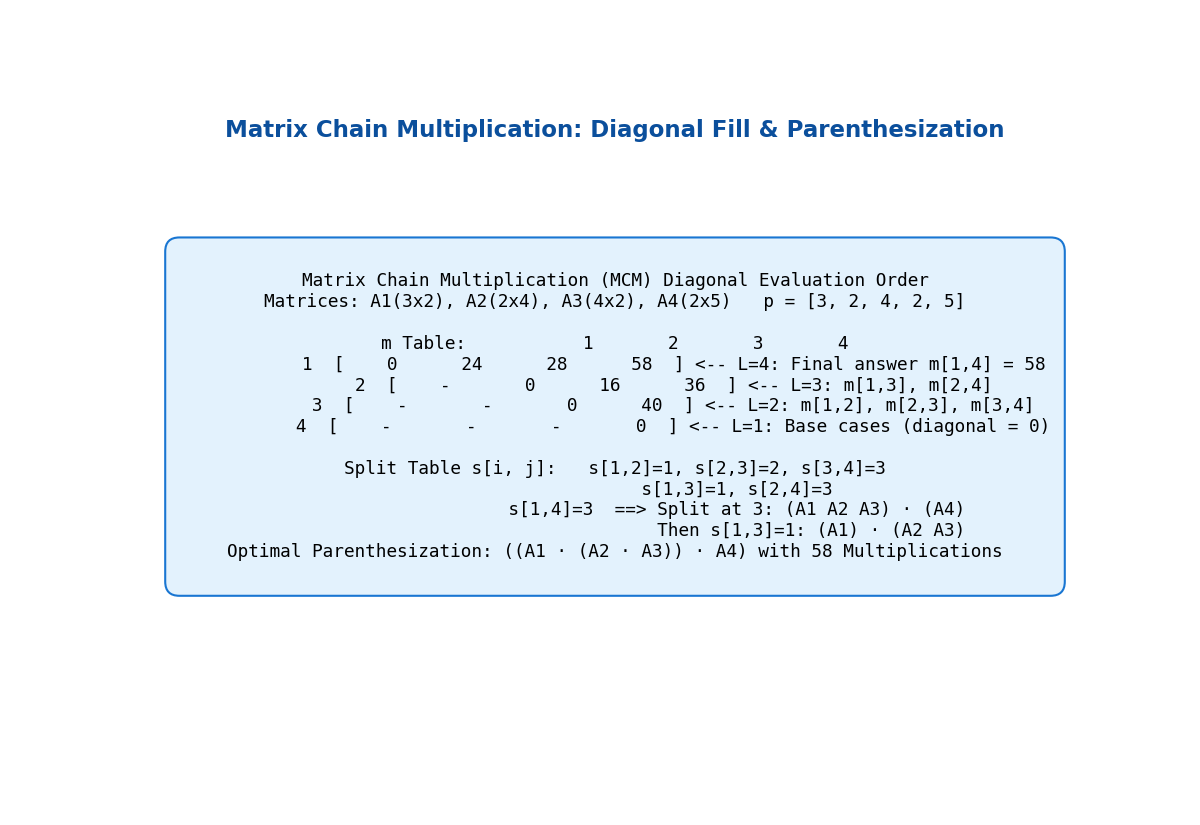 Matrix Chain Multiplication: Diagonal Fill & Parenthesization
Matrix Chain Multiplication (MCM) Diagonal Evaluation Order
Matrices: A1(3x2), A2(2x4), A3(4x2), A4(2x5)   p = [3, 2, 4, 2, 5]
m Table:           1       2       3       4
1  [    0      24      28      58  ] <-- L=4: Final answer m[1,4] = 58
2  [    -       0      16      36  ] <-- L=3: m[1,3], m[2,4]
3  [    -       -       0      40  ] <-- L=2: m[1,2], m[2,3], m[3,4]
4  [    -       -       -       0  ] <-- L=1: Base cases (diagonal = 0)
Split Table s[i, j]:   s[1,2]=1, s[2,3]=2, s[3,4]=3
s[1,3]=1, s[2,4]=3
s[1,4]=3  ==> Split at 3: (A1 A2 A3) · (A4)
Then s[1,3]=1: (A1) · (A2 A3)
Optimal Parenthesization: ((A1 · (A2 · A3)) · A4) with 58 Multiplications